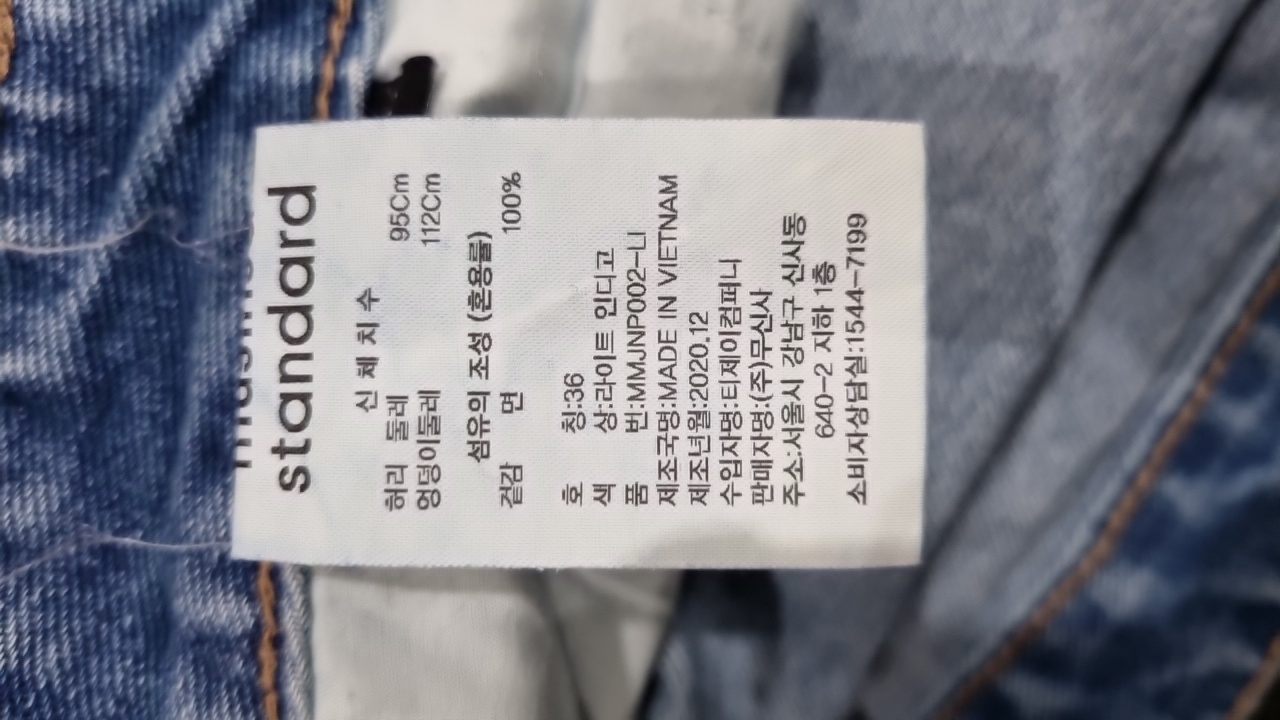 standard
신 체 치 수
허리 둘레 95Cm
엉덩이둘레 112Cm
섬유의 조성 (혼용률)
겉감 면 100%
호 칭:36
색 상:라이트 인디고
품 번:MMJNP002-LI
제조국명:MADE IN VIETNAM
제조년월:2020.12
수입자명:티제이컴퍼니
판매자명:(주)무신사
주소:서울시 강남구 신사동
640-2 지하 1층
소비자상담실:1544-7199